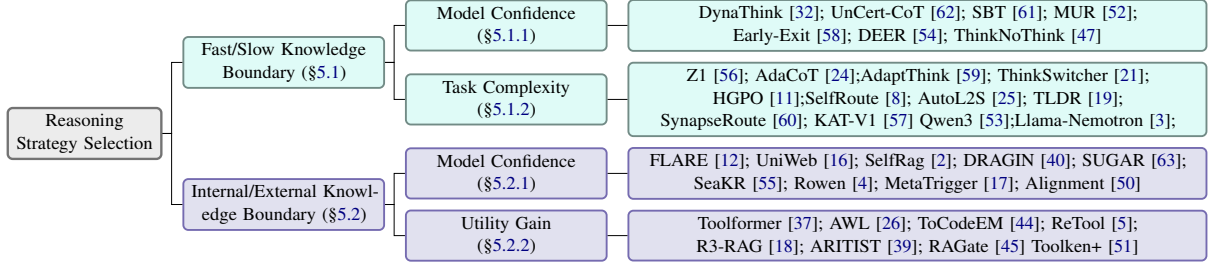 Reasoning
Strategy Selection
Fast/Slow Knowledge
Boundary (§5.1)
Model Confidence
(§5.1.1)
DynaThink [32]; UnCert-CoT [62]; SBT [61]; MUR [52];
Early-Exit [58]; DEER [54]; ThinkNoThink [47]
Task Complexity
(§5.1.2)
Z1 [56]; AdaCoT [24];AdaptThink [59]; ThinkSwitcher [21];
HGPO [11];SelfRoute [8]; AutoL2S [25]; TLDR [19];
SynapseRoute [60]; KAT-V1 [57] Qwen3 [53];Llama-Nemotron [3];
Internal/External Knowl-
edge Boundary (§5.2)
Model Confidence
(§5.2.1)
FLARE [12]; UniWeb [16]; SelfRag [2]; DRAGIN [40]; SUGAR [63];
SeaKR [55]; Rowen [4]; MetaTrigger [17]; Alignment [50]
Utility Gain
(§5.2.2)
Toolformer [37]; AWL [26]; ToCodeEM [44]; ReTool [5];
R3-RAG [18]; ARITIST [39]; RAGate [45] Toolken+ [51]